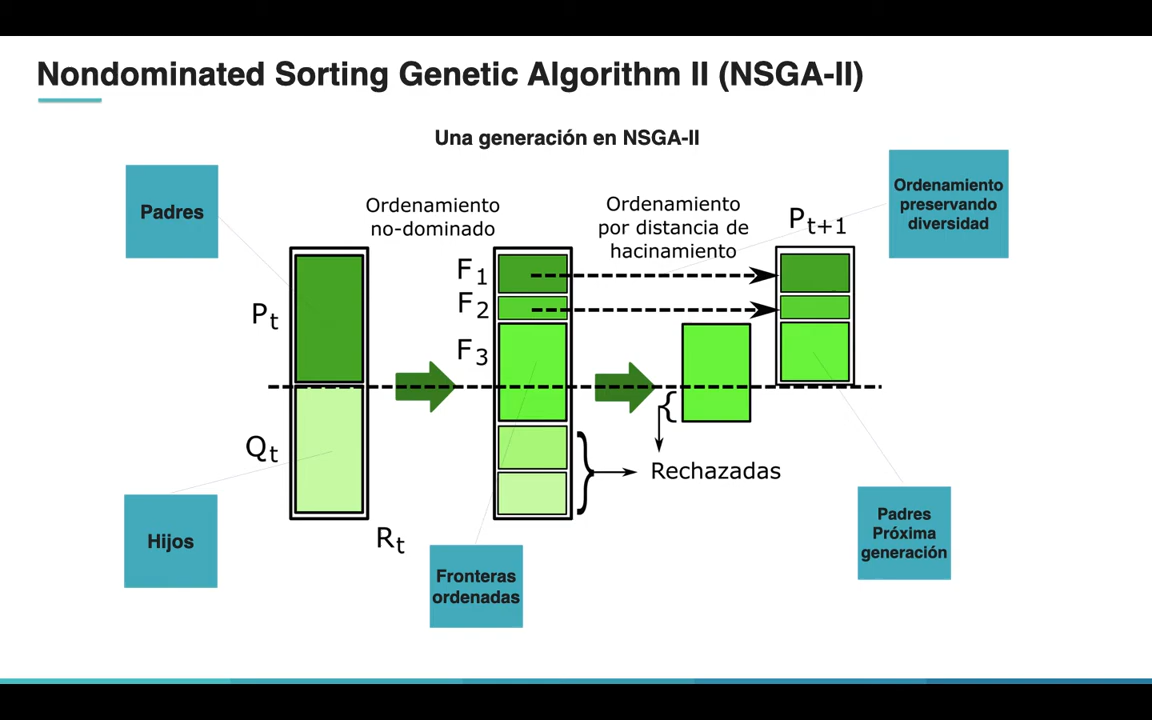 Nondominated Sorting Genetic Algorithm II (NSGA-II)
Una generación en NSGA-II
Padres
Ordenamiento
no-dominado
Ordenamiento
por distancia de
hacinamiento
Ordenamiento
preservando
diversidad
Pt+1
Pt
F1
F2
F3
Qt
Rt
Rechazadas
Hijos
Fronteras
ordenadas
Padres
Próxima
generación